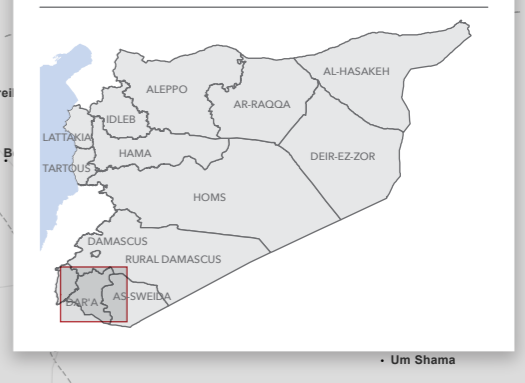 AL-HASAKEH
ALEPPO
AR-RAQQA
IDLEB
LATTAKIA
HAMA
DEIR-EZ-ZOR
TARTOUS
HOMS
DAMASCUS
RURAL DAMASCUS
AS-SWEIDA
DAR'A
Um Shama